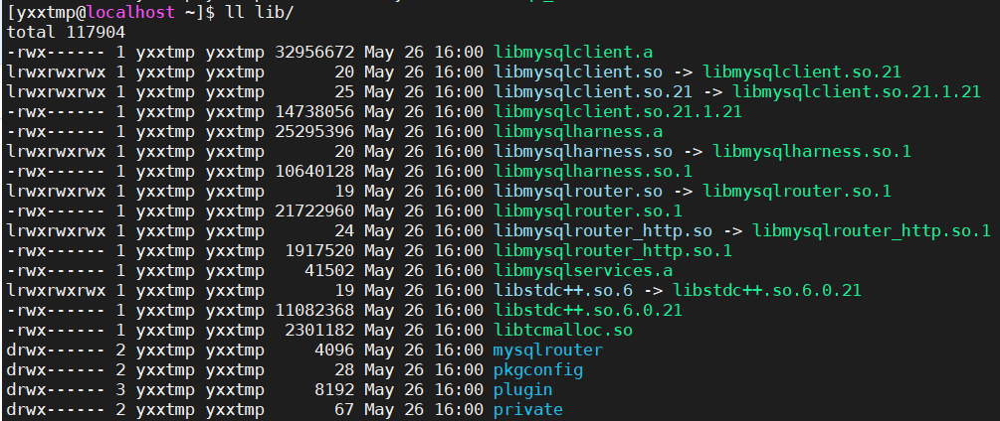 [yxxtmp@localhost ~]$ ll lib/
total 117904
-rwx------ 1 yxxtmp yxxtmp 32956672 May 26 16:00 libmysqlclient.a
lrwxrwxrwx 1 yxxtmp yxxtmp       20 May 26 16:00 libmysqlclient.so -> libmysqlclient.so.21
lrwxrwxrwx 1 yxxtmp yxxtmp       25 May 26 16:00 libmysqlclient.so.21 -> libmysqlclient.so.21.1.21
-rwx------ 1 yxxtmp yxxtmp 14738056 May 26 16:00 libmysqlclient.so.21.1.21
-rwx------ 1 yxxtmp yxxtmp 25295396 May 26 16:00 libmysqlharness.a
lrwxrwxrwx 1 yxxtmp yxxtmp       20 May 26 16:00 libmysqlharness.so -> libmysqlharness.so.1
-rwx------ 1 yxxtmp yxxtmp 10640128 May 26 16:00 libmysqlharness.so.1
lrwxrwxrwx 1 yxxtmp yxxtmp       19 May 26 16:00 libmysqlrouter.so -> libmysqlrouter.so.1
-rwx------ 1 yxxtmp yxxtmp 21722960 May 26 16:00 libmysqlrouter.so.1
lrwxrwxrwx 1 yxxtmp yxxtmp       24 May 26 16:00 libmysqlrouter_http.so -> libmysqlrouter_http.so.1
-rwx------ 1 yxxtmp yxxtmp  1917520 May 26 16:00 libmysqlrouter_http.so.1
-rwx------ 1 yxxtmp yxxtmp    41502 May 26 16:00 libmysqlservices.a
lrwxrwxrwx 1 yxxtmp yxxtmp       19 May 26 16:00 libstdc++.so.6 -> libstdc++.so.6.0.21
-rwx------ 1 yxxtmp yxxtmp 11082368 May 26 16:00 libstdc++.so.6.0.21
-rwx------ 1 yxxtmp yxxtmp  2301182 May 26 16:00 libtcmalloc.so
drwx------ 2 yxxtmp yxxtmp     4096 May 26 16:00 mysqlrouter
drwx------ 2 yxxtmp yxxtmp       28 May 26 16:00 pkgconfig
drwx------ 3 yxxtmp yxxtmp     8192 May 26 16:00 plugin
drwx------ 2 yxxtmp yxxtmp       67 May 26 16:00 private